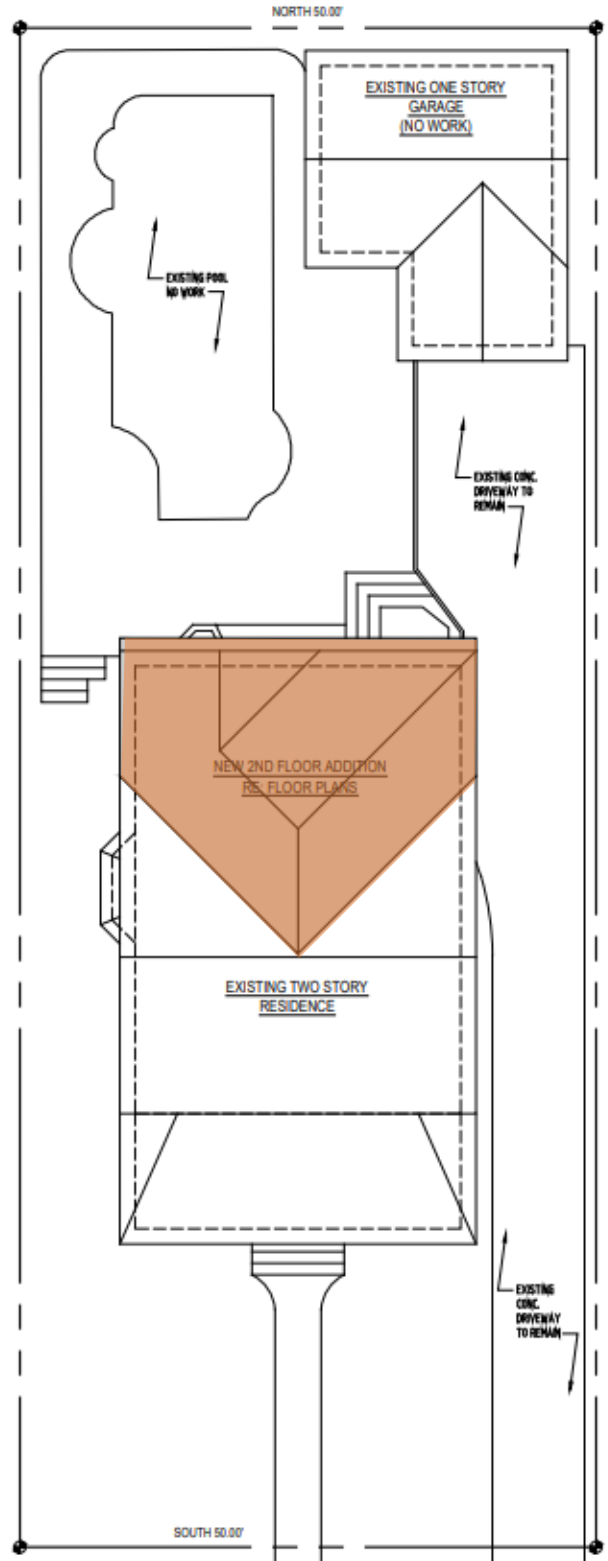 NORTH 50.00'
EXISTING ONE STORY
GARAGE
(NO WORK)
EXISTING POOL
NO WORK
EXISTING CONC.
DRIVEWAY TO
REMAIN
NEW 2ND FLOOR ADDITION
RE: FLOOR PLANS
EXISTING TWO STORY
RESIDENCE
EXISTING
CONC.
DRIVEWAY
TO REMAIN
SOUTH 50.00'